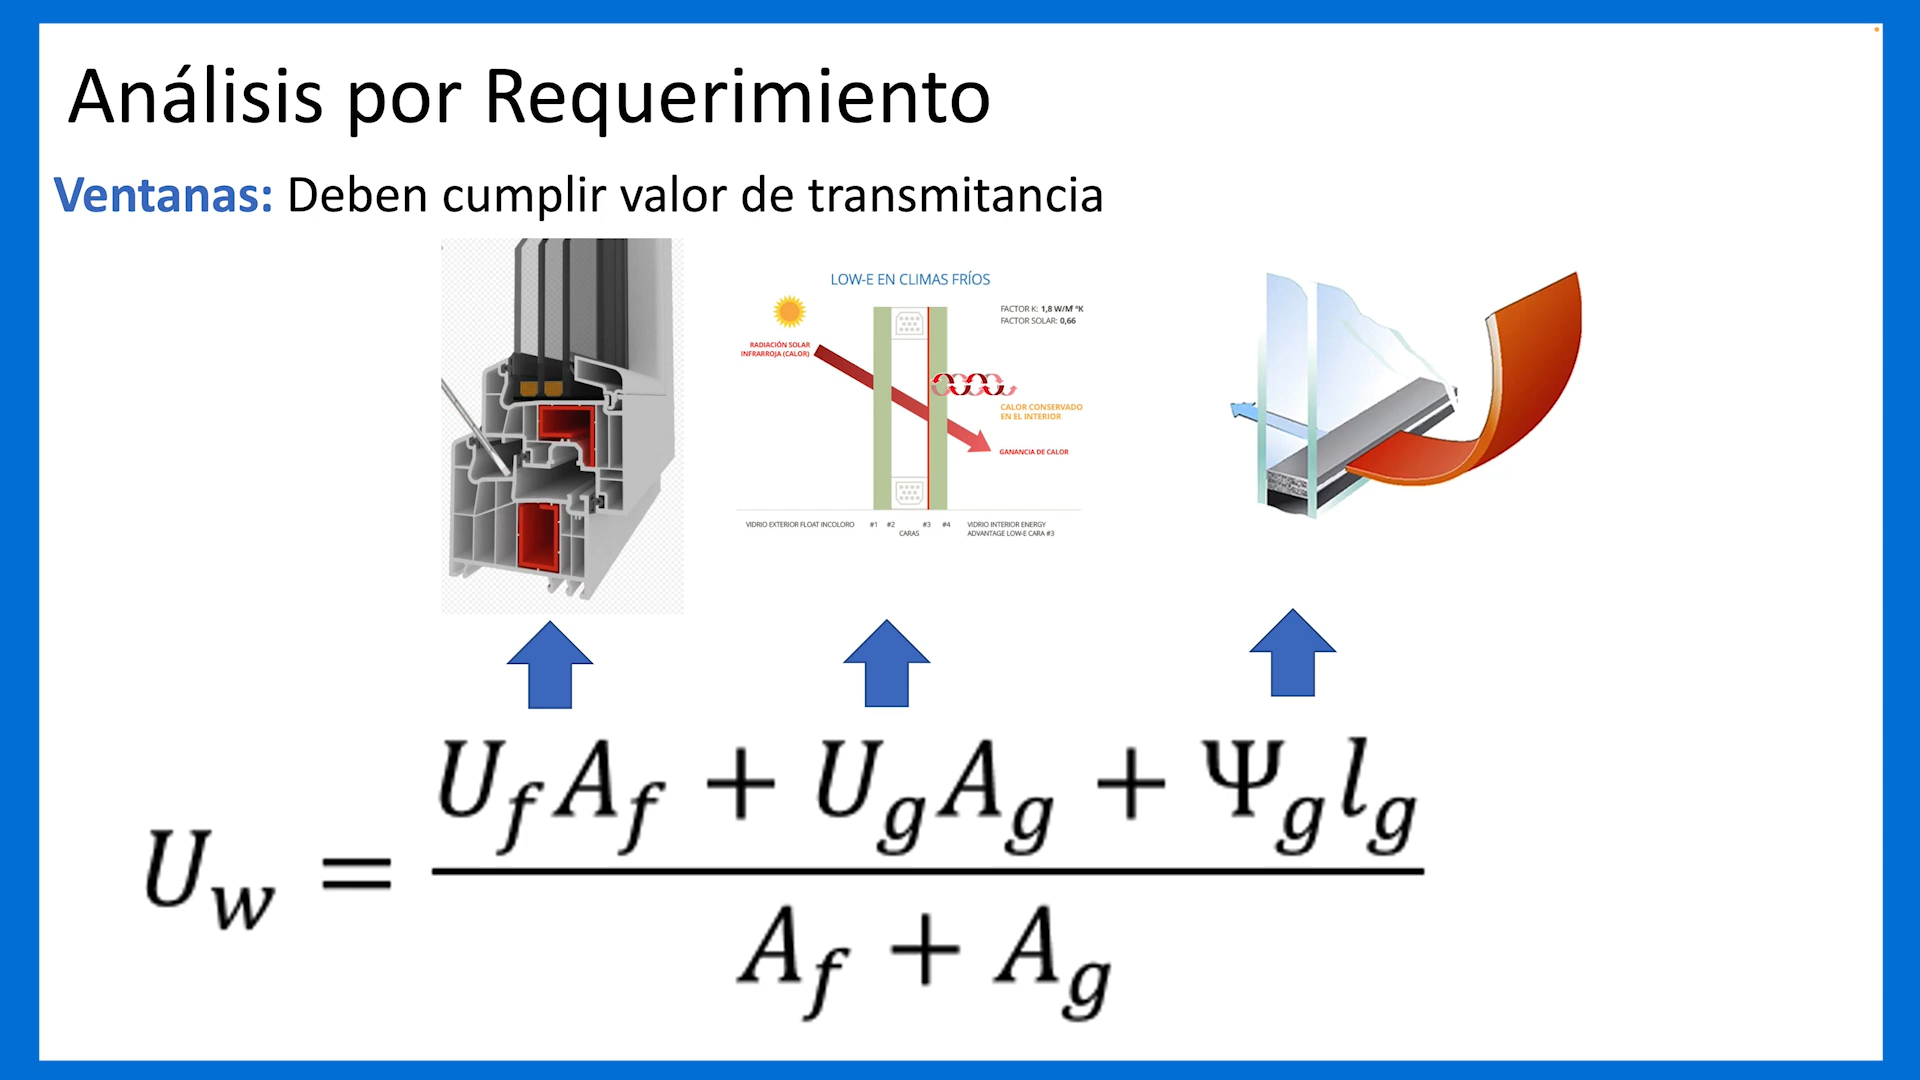 Análisis por Requerimiento
Ventanas: Deben cumplir valor de transmitancia
LOW-E EN CLIMAS FRÍOS
FACTOR K: 1,8 W/M² °K
FACTOR SOLAR: 0,66
RADIACIÓN SOLAR
INFRARROJA (CALOR)
CALOR CONSERVADO
EN EL INTERIOR
GANANCIA DE CALOR
VIDRIO EXTERIOR FLOAT INCOLORO
#1 #2 #3 #4
CARAS
VIDRIO INTERIOR ENERGY
ADVANTAGE LOW-E CARA #3
U_f A_f + U_g A_g + Ψ_g l_g
U_w =
A_f + A_g